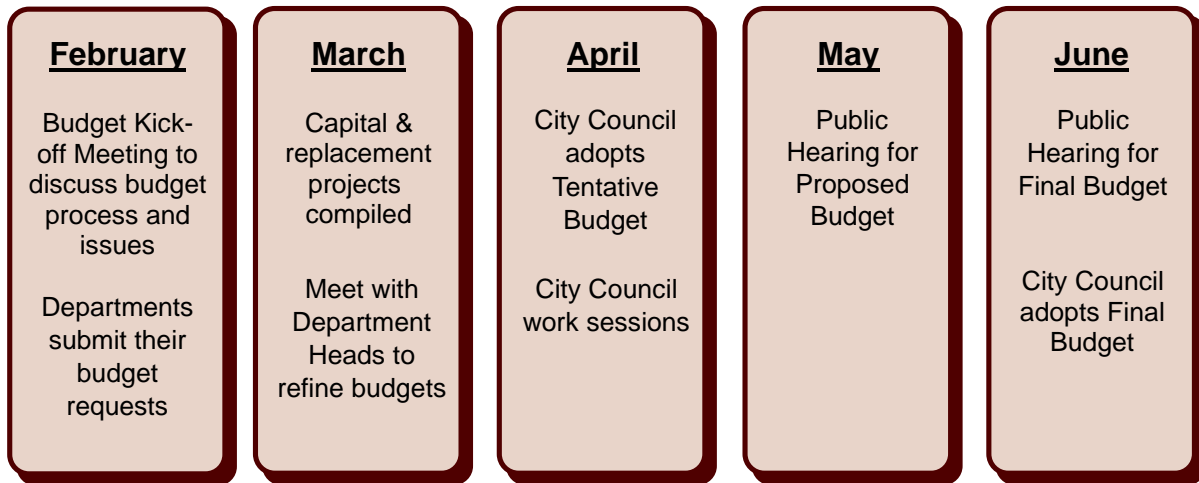 February
Budget Kick-
off Meeting to
discuss budget
process and
issues
Departments
submit their
budget
requests
March
Capital &
replacement
projects
compiled
Meet with
Department
Heads to
refine budgets
April
City Council
adopts
Tentative
Budget
City Council
work sessions
May
Public
Hearing for
Proposed
Budget
June
Public
Hearing for
Final Budget
City Council
adopts Final
Budget